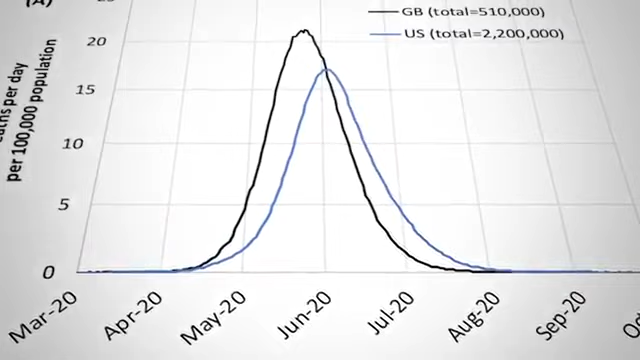 (A)
GB (total=510,000)
US (total=2,200,000)
per day
per 100,000 population
20
15
10
5
0
Mar-20
Apr-20
May-20
Jun-20
Jul-20
Aug-20
Sep-20